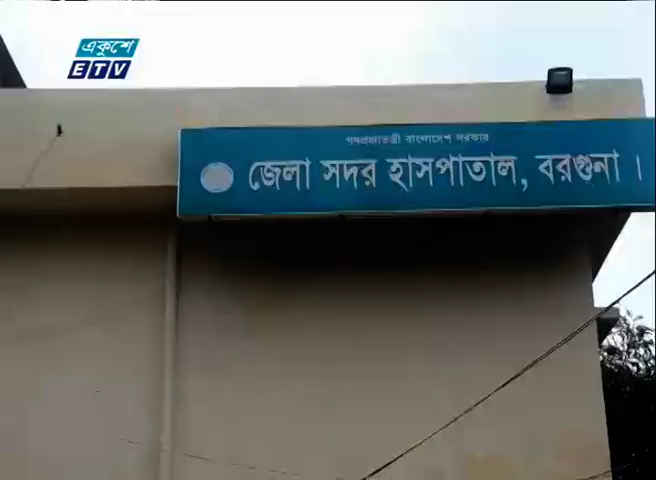 একুশে
ETV
গণপ্রজাতন্ত্রী বাংলাদেশ সরকার
জেলা সদর হাসপাতাল, বরগুনা ।